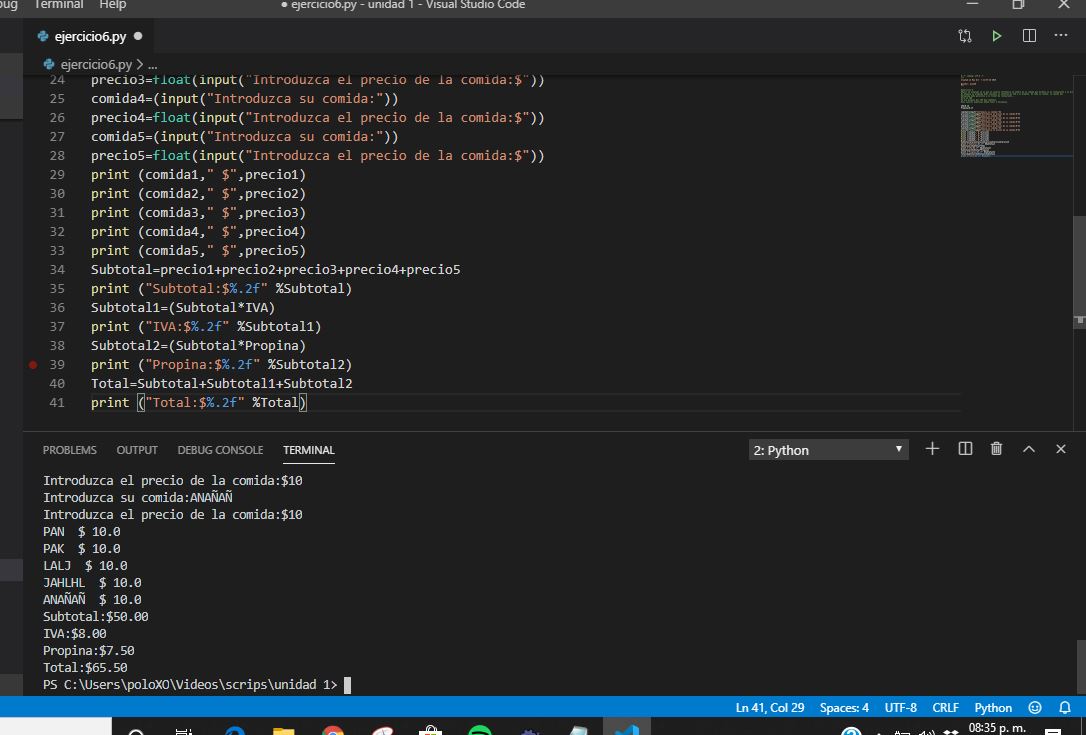 Terminal Help ● ejercicio6.py - unidad 1 - Visual Studio Code
ejercicio6.py ●
ejercicio6.py > ...
24 precio3=float(input("Introduzca el precio de la comida:$"))
25 comida4=(input("Introduzca su comida:"))
26 precio4=float(input("Introduzca el precio de la comida:$"))
27 comida5=(input("Introduzca su comida:"))
28 precio5=float(input("Introduzca el precio de la comida:$"))
29 print (comida1," $",precio1)
30 print (comida2," $",precio2)
31 print (comida3," $",precio3)
32 print (comida4," $",precio4)
33 print (comida5," $",precio5)
34 Subtotal=precio1+precio2+precio3+precio4+precio5
35 print ("Subtotal:$%.2f" %Subtotal)
36 Subtotal1=(Subtotal*IVA)
37 print ("IVA:$%.2f" %Subtotal1)
38 Subtotal2=(Subtotal*Propina)
39 print ("Propina:$%.2f" %Subtotal2)
40 Total=Subtotal+Subtotal1+Subtotal2
41 print ("Total:$%.2f" %Total)
PROBLEMS OUTPUT DEBUG CONSOLE TERMINAL 2: Python
Introduzca el precio de la comida:$10
Introduzca su comida:ANAÑAÑ
Introduzca el precio de la comida:$10
PAN  $ 10.0
PAK  $ 10.0
LALJ  $ 10.0
JAHLHL  $ 10.0
ANAÑAÑ  $ 10.0
Subtotal:$50.00
IVA:$8.00
Propina:$7.50
Total:$65.50
PS C:\Users\poloXO\Videos\scrips\unidad 1>
Ln 41, Col 29 Spaces: 4 UTF-8 CRLF Python
08:35 p. m.